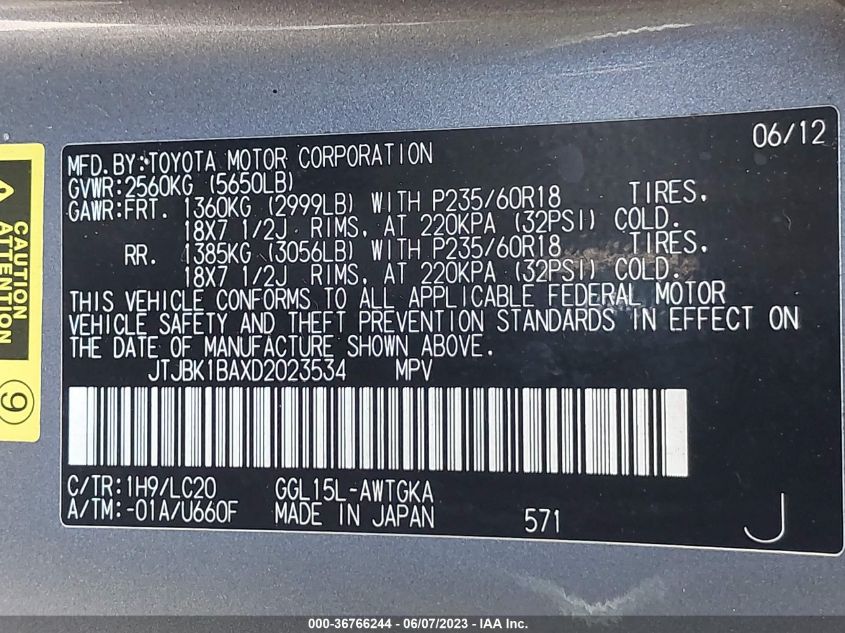 06/12
MFD.BY:TOYOTA MOTOR CORPORATION
GVWR:2560KG (5650LB)
GAWR:FRT. 1360KG (2999LB) WITH P235/60R18 TIRES,
18X7 1/2J RIMS, AT 220KPA (32PSI) COLD.
RR. 1385KG (3056LB) WITH P235/60R18 TIRES,
18X7 1/2J RIMS, AT 220KPA (32PSI) COLD.
THIS VEHICLE CONFORMS TO ALL APPLICABLE FEDERAL MOTOR
VEHICLE SAFETY AND THEFT PREVENTION STANDARDS IN EFFECT ON
THE DATE OF MANUFACTURE SHOWN ABOVE.
JTJBK1BAXD2023534 MPV
C/TR:1H9/LC20 GGL15L-AWTGKA
A/TM:-01A/U660F MADE IN JAPAN 571 J
CAUTION
ATTENTION
9
000-36766244 - 06/07/2023 - IAA Inc.